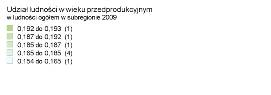 Udział ludności w wieku przedprodukcyjnym
w ludności ogółem w subregionie 2009
0,192 do 0,193 (1)
0,187 do 0,192 (1)
0,185 do 0,187 (1)
0,165 do 0,185 (4)
0,154 do 0,165 (1)